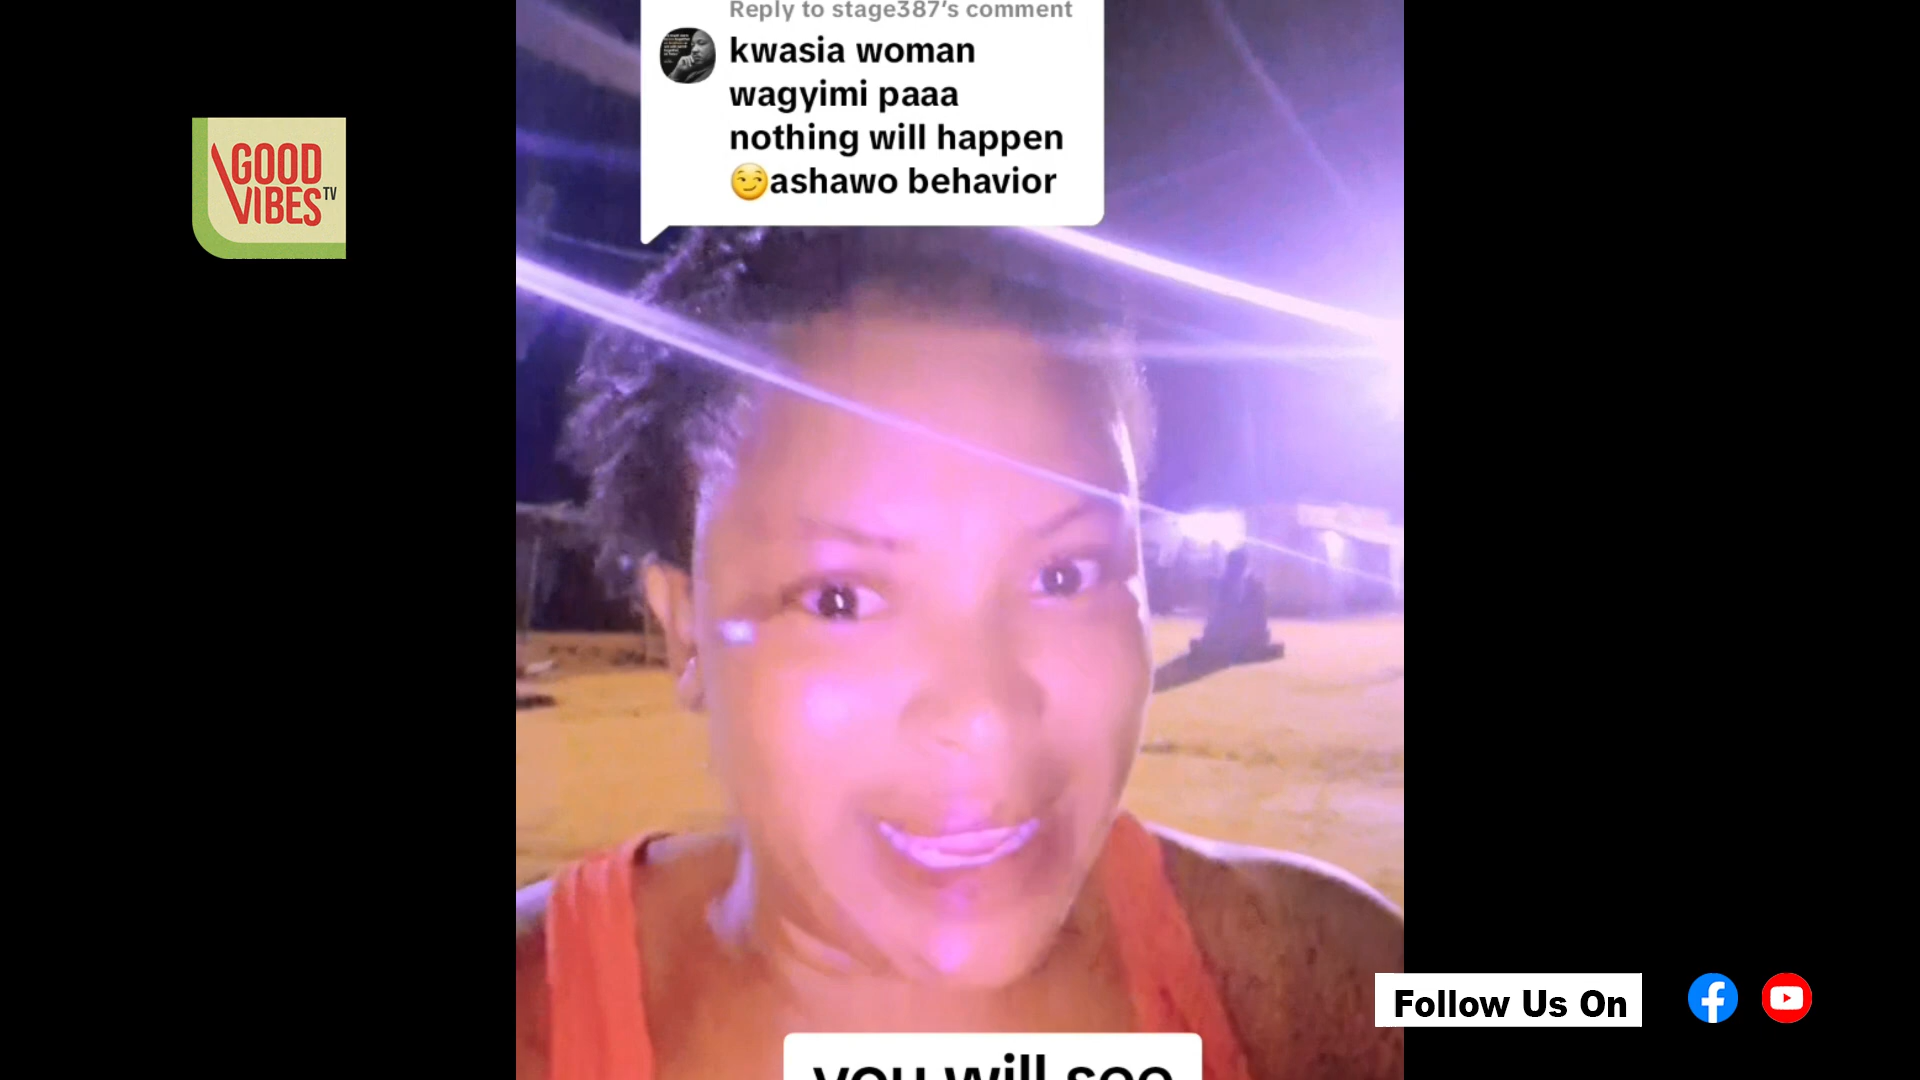 Reply to stage387's comment
kwasia woman
wagyimi paaa
nothing will happen
😏ashawo behavior
GOOD
VIBES TV
you will see
Follow Us On